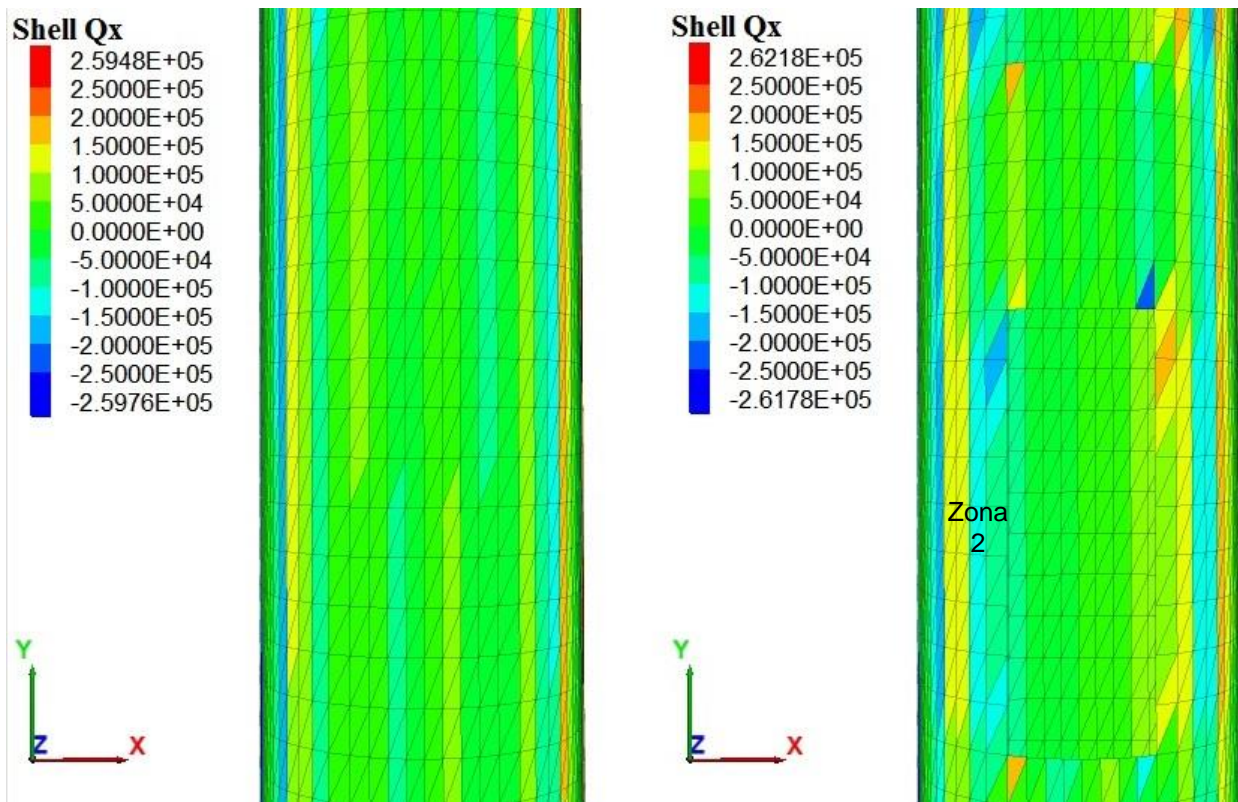 Shell Qx
2.5948E+05
2.5000E+05
2.0000E+05
1.5000E+05
1.0000E+05
5.0000E+04
0.0000E+00
-5.0000E+04
-1.0000E+05
-1.5000E+05
-2.0000E+05
-2.5000E+05
-2.5976E+05
Y
Z
X
Shell Qx
2.6218E+05
2.5000E+05
2.0000E+05
1.5000E+05
1.0000E+05
5.0000E+04
0.0000E+00
-5.0000E+04
-1.0000E+05
-1.5000E+05
-2.0000E+05
-2.5000E+05
-2.6178E+05
Zona
2
Y
Z
X